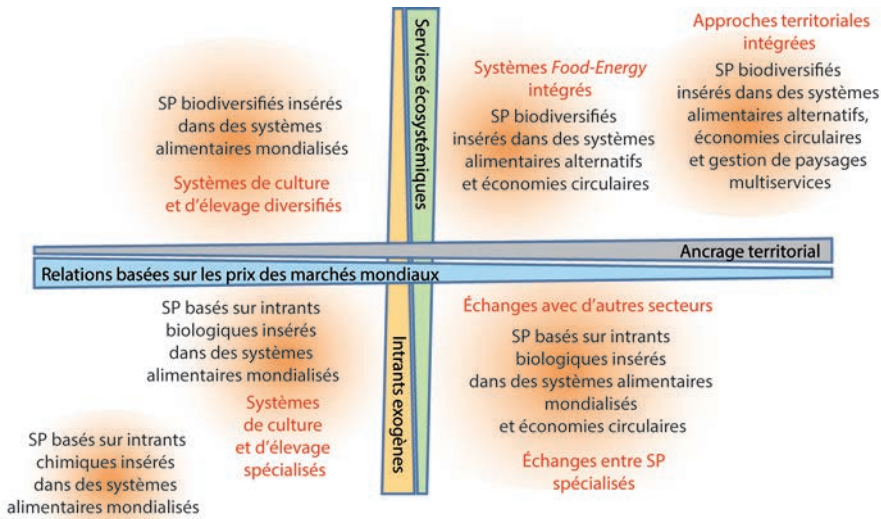 Approches territoriales
intégrées
SP biodiversifiés
insérés dans des systèmes
alimentaires alternatifs,
économies circulaires
et gestion de paysages
multiservices
Systèmes Food-Energy
intégrés
SP biodiversifiés
insérés dans des systèmes
alimentaires alternatifs
et économies circulaires
Services écosystémiques
SP biodiversifiés insérés
dans des systèmes
alimentaires mondialisés
Systèmes de culture
et d'élevage diversifiés
Ancrage territorial
Relations basées sur les prix des marchés mondiaux
SP basés sur intrants
biologiques insérés
dans des systèmes
alimentaires mondialisés
Systèmes
de culture
et d'élevage
spécialisés
SP basés sur intrants
chimiques insérés
dans des systèmes
alimentaires mondialisés
Intrants exogènes
Échanges avec d'autres secteurs
SP basés sur intrants
biologiques insérés
dans des systèmes alimentaires
mondialisés
et économies circulaires
Échanges entre SP
spécialisés